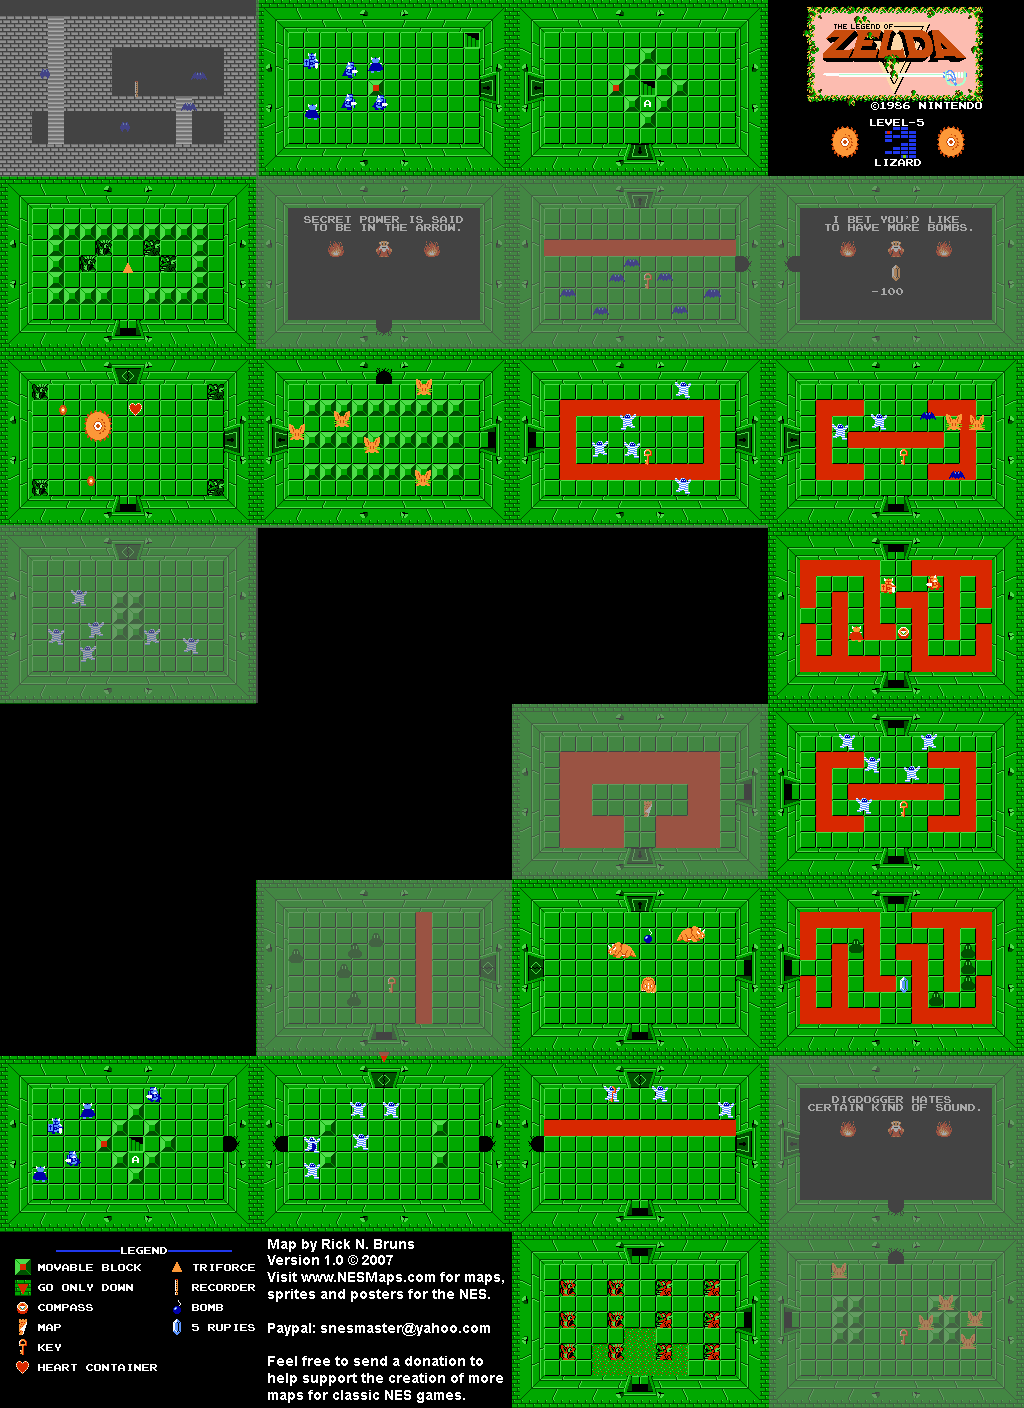 THE LEGEND OF
ZELDA
©1986 NINTENDO
LEVEL-5
LIZARD
A
SECRET POWER IS SAID
TO BE IN THE ARROW.
I BET YOU'D LIKE
TO HAVE MORE BOMBS.
-100
A
DIGDOGGER HATES
CERTAIN KIND OF SOUND.
LEGEND
MOVABLE BLOCK
TRIFORCE
GO ONLY DOWN
RECORDER
COMPASS
BOMB
MAP
5 RUPIES
KEY
HEART CONTAINER
Map by Rick N. Bruns
Version 1.0 © 2007
Visit www.NESMaps.com for maps,
sprites and posters for the NES.
Paypal: snesmaster@yahoo.com
Feel free to send a donation to
help support the creation of more
maps for classic NES games.